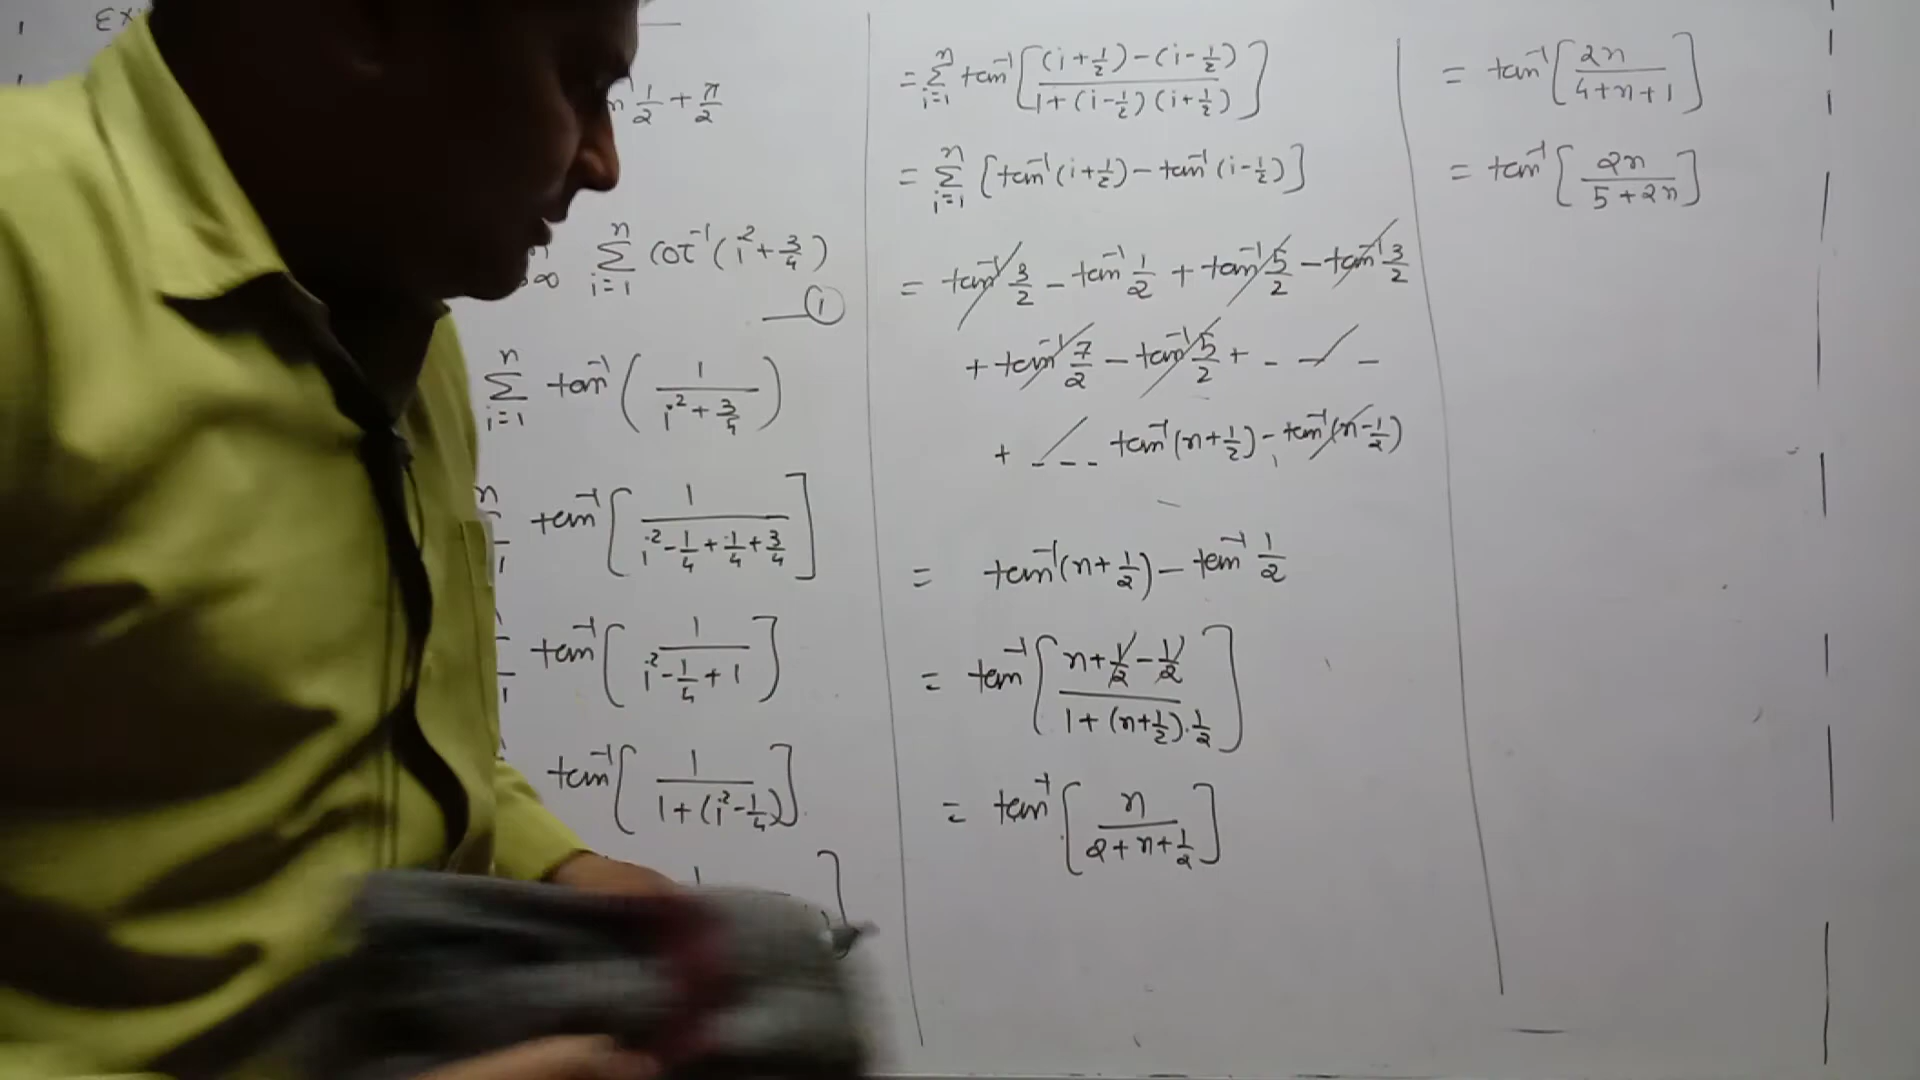 Ex
1/2 + π/2
∞ Σ_{i=1}^{n} cot⁻¹(i² + 3/4)
—①
Σ_{i=1}^{n} tan⁻¹(1/(i² + 3/4))
n tan⁻¹[1/(i² - 1/4 + 1/4 + 3/4)]
tan⁻¹[1/(i² - 1/4 + 1)]
tan⁻¹[1/(1 + (i² - 1/4))]
1 ]
= Σ_{i=1}^{n} tan⁻¹[((i + 1/2) - (i - 1/2))/(1 + (i - 1/2)(i + 1/2))]
= Σ_{i=1}^{n} [tan⁻¹(i + 1/2) - tan⁻¹(i - 1/2)]
= tan⁻¹ 3/2 - tan⁻¹ 1/2 + tan⁻¹ 5/2 - tan⁻¹ 3/2
+ tan⁻¹ 7/2 - tan⁻¹ 5/2 + - - -
+ - - - tan⁻¹(n + 1/2) - tan⁻¹(n - 1/2)
= tan⁻¹(n + 1/2) - tan⁻¹ 1/2
= tan⁻¹[(n + 1/2 - 1/2)/(1 + (n + 1/2) · 1/2)]
= tan⁻¹[n/(2 + n + 1/2)]
= tan⁻¹[2n/(4 + n + 1)]
= tan⁻¹[2n/(5 + 2n)]